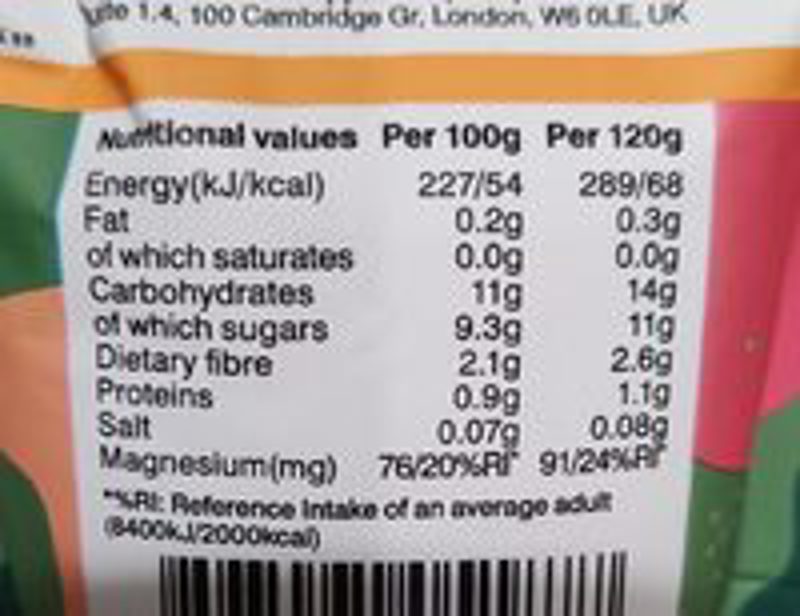 1.4, 100 Cambridge Gr, London, W6 0LE, UK
Nutritional values Per 100g Per 120g
Energy(kJ/kcal) 227/54 289/68
Fat 0.2g 0.3g
of which saturates 0.0g 0.0g
Carbohydrates 11g 14g
of which sugars 9.3g 11g
Dietary fibre 2.1g 2.6g
Proteins 0.9g 1.1g
Salt 0.07g 0.08g
Magnesium(mg) 76/20%RI* 91/24%RI*
*%RI: Reference Intake of an average adult
(8400kJ/2000kcal)